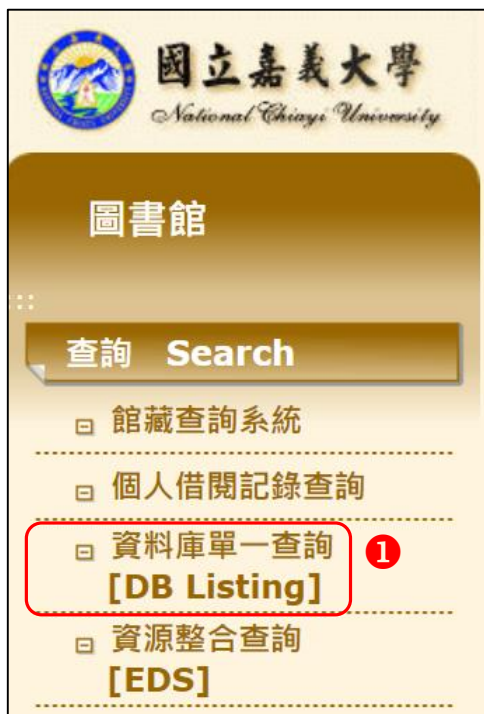 國立嘉義大學
National Chiayi University
圖書館
:::
查詢 Search
館藏查詢系統
個人借閱記錄查詢
資料庫單一查詢
[DB Listing]
❶
資源整合查詢
[EDS]